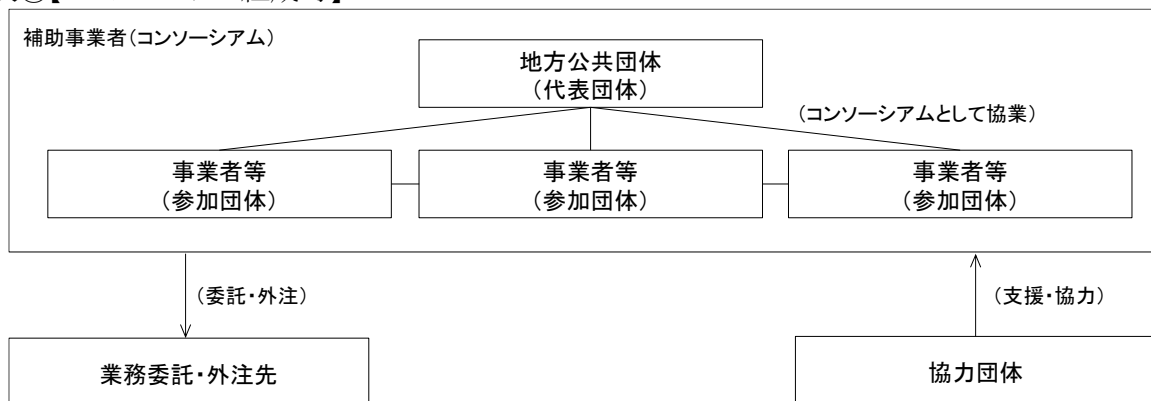 補助事業者(コンソーシアム)
地方公共団体
(代表団体)
(コンソーシアムとして協業)
事業者等
(参加団体)
事業者等
(参加団体)
事業者等
(参加団体)
(委託・外注)
(支援・協力)
業務委託・外注先
協力団体